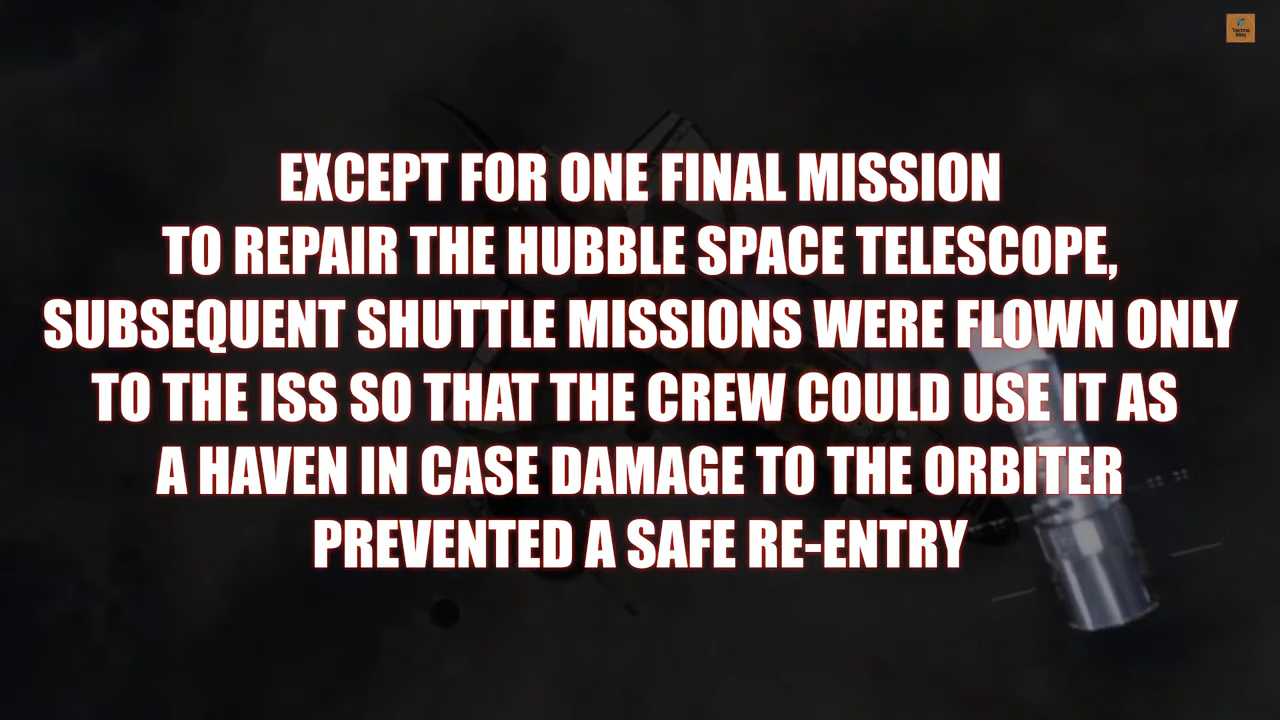 Techno
Blog
EXCEPT FOR ONE FINAL MISSION
TO REPAIR THE HUBBLE SPACE TELESCOPE,
SUBSEQUENT SHUTTLE MISSIONS WERE FLOWN ONLY
TO THE ISS SO THAT THE CREW COULD USE IT AS
A HAVEN IN CASE DAMAGE TO THE ORBITER
PREVENTED A SAFE RE-ENTRY